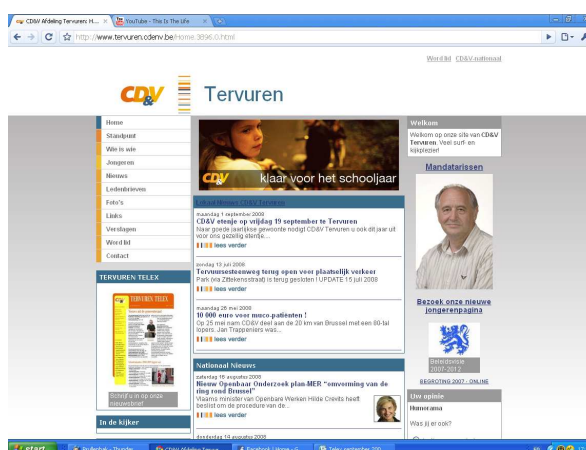 CD&V Afdeling Tervuren: H...
YouTube - This Is The Life
http://www.tervuren.cdenv.be/Home.3896.0.html
Word lid CD&V-nationaal
CD&V
Tervuren
Home
Standpunt
Wie is wie
Jongeren
Nieuws
Ledenbrieven
Foto's
Links
Verslagen
Word lid
Contact
TERVUREN TELEX
TERVUREN TELEX
Schrijf u in op onze
nieuwsbrief
In de kijker
CD&V klaar voor het schooljaar
Lokaal Nieuws CD&V Tervuren
maandag 1 september 2008
CD&V etentje op vrijdag 19 september te Tervuren
Naar goede jaarlijkse gewoonte nodigt CD&V Tervuren u ook dit jaar uit
voor ons gezellig etentje...
lees verder
zondag 13 juli 2008
Tervuursesteenweg terug open voor plaatselijk verkeer
Park (via Zittekensstraat) is terug gesloten ! UPDATE 15 juli 2008
lees verder
maandag 26 mei 2008
10 000 euro voor muco-patiënten !
Op 25 mei nam CD&V deel aan de 20 km van Brussel met een 80-tal
lopers. Jan Trappeniers was...
lees verder
Nationaal Nieuws
zaterdag 16 augustus 2008
Nieuw Openbaar Onderzoek plan-MER "omvorming van de
ring rond Brussel"
Vlaams minister van Openbare Werken Hilde Crevits heeft
beslist om de procedure van de...
lees verder
donderdag 14 augustus 2008
Welkom
Welkom op onze site van CD&V
Tervuren. Veel surf- en
kijkplezier!
Mandatarissen
Bezoek onze nieuwe
jongerenpagina
Beleidsvisie
2007-2012
BEGROTING 2007 - ONLINE
Uw opinie
Humorama
Was jij er ook?
start